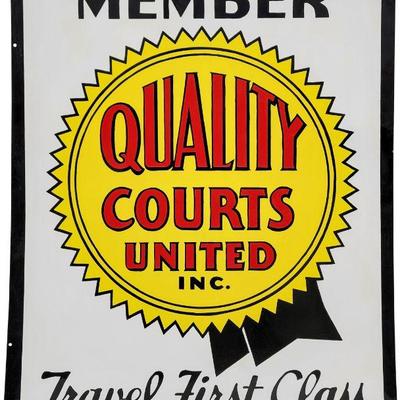 MEMBER
QUALITY
COURTS
UNITED
INC.
Travel First Class